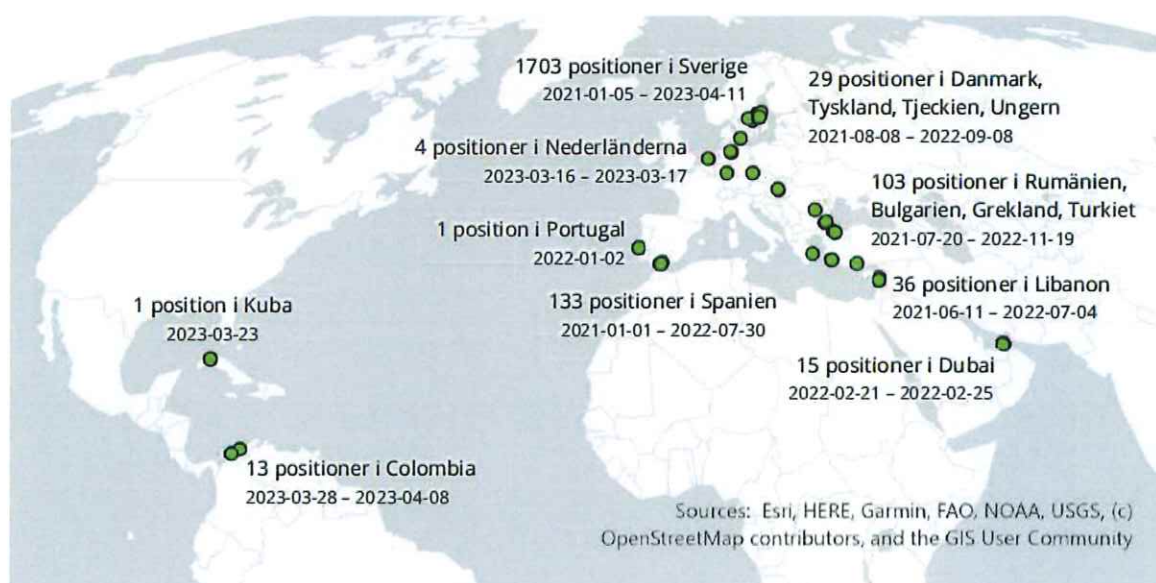 1703 positioner i Sverige
2021-01-05 – 2023-04-11
29 positioner i Danmark,
Tyskland, Tjeckien, Ungern
2021-08-08 – 2022-09-08
4 positioner i Nederländerna
2023-03-16 – 2023-03-17
103 positioner i Rumänien,
Bulgarien, Grekland, Turkiet
2021-07-20 – 2022-11-19
1 position i Portugal
2022-01-02
36 positioner i Libanon
2021-06-11 – 2022-07-04
133 positioner i Spanien
2021-01-01 – 2022-07-30
1 position i Kuba
2023-03-23
15 positioner i Dubai
2022-02-21 – 2022-02-25
13 positioner i Colombia
2023-03-28 – 2023-04-08
Sources: Esri, HERE, Garmin, FAO, NOAA, USGS, (c)
OpenStreetMap contributors, and the GIS User Community